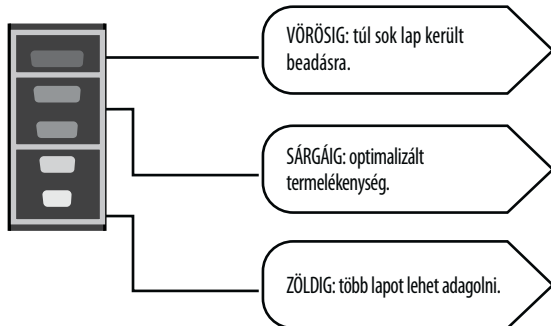 VÖRÖSIG: túl sok lap került
beadásra.
SÁRGÁIG: optimalizált
termelékenység.
ZÖLDIG: több lapot lehet adagolni.